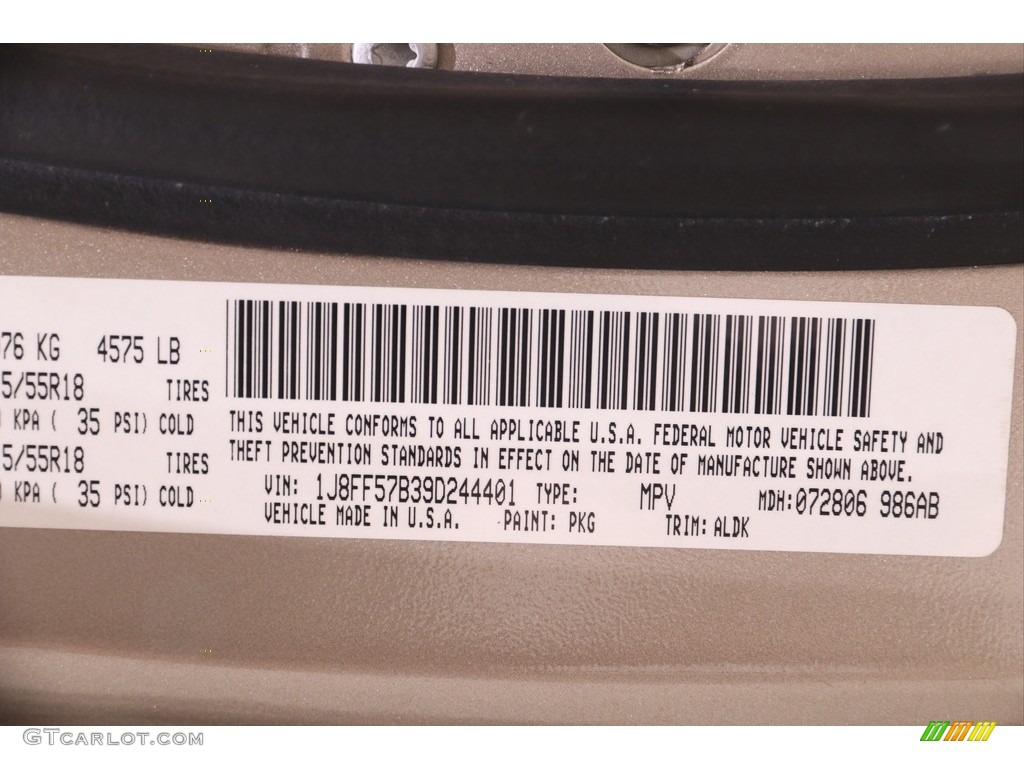 76 KG 4575 LB
5/55R18 TIRES
KPA ( 35 PSI) COLD
5/55R18 TIRES
KPA ( 35 PSI) COLD
THIS VEHICLE CONFORMS TO ALL APPLICABLE U.S.A. FEDERAL MOTOR VEHICLE SAFETY AND
THEFT PREVENTION STANDARDS IN EFFECT ON THE DATE OF MANUFACTURE SHOWN ABOVE.
VIN: 1J8FF57B39D244401 TYPE: MPV MDH:072806 986AB
VEHICLE MADE IN U.S.A. PAINT: PKG TRIM: ALDK
GTcarlot.com